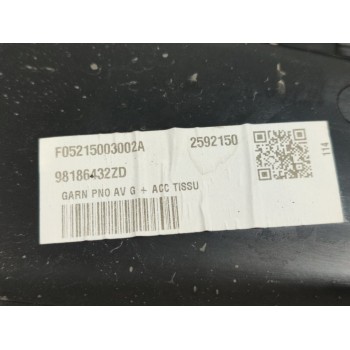 F05215003002A 2592150
98186432ZD
GARN PNO AV G + ACC TISSU
114